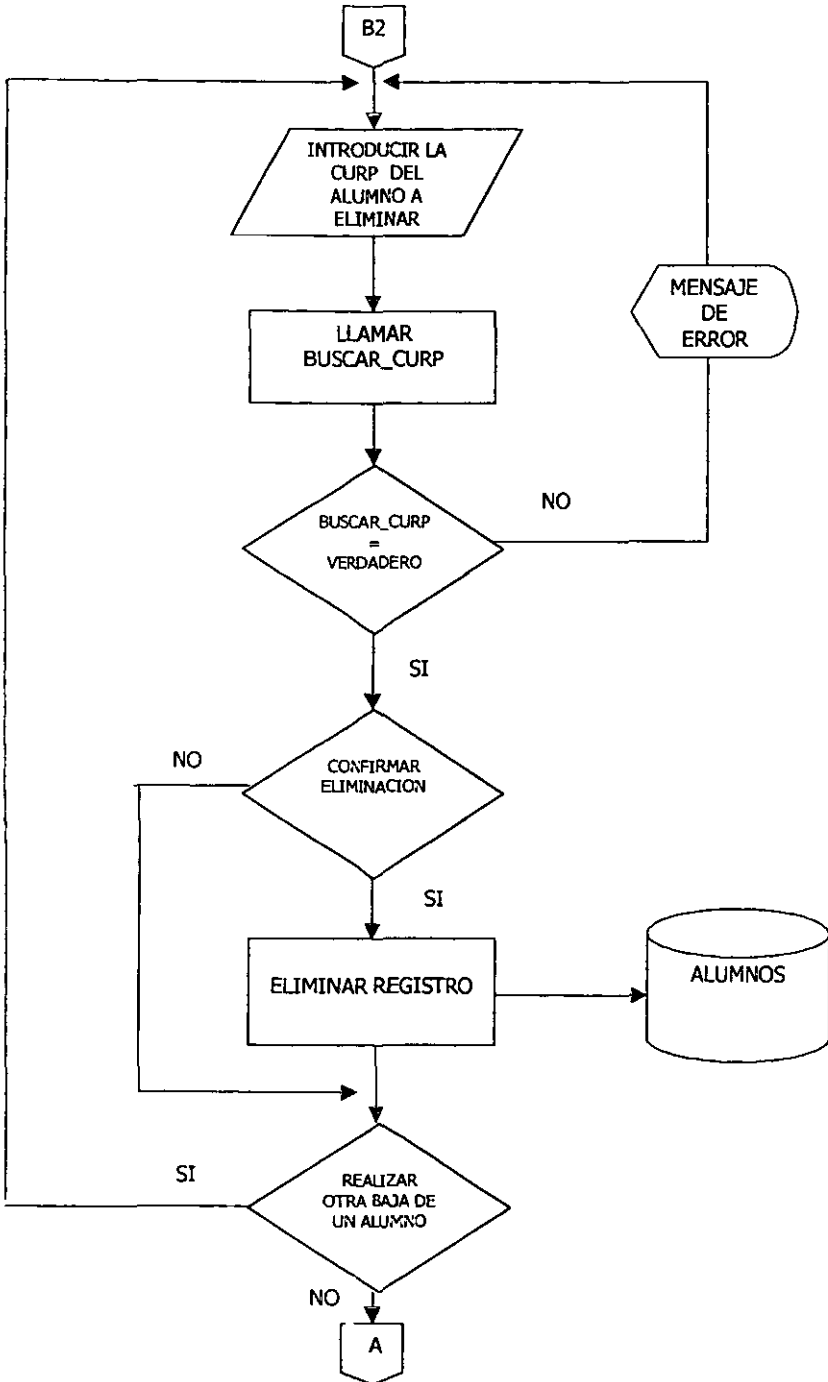 B2
INTRODUCIR LA
CURP DEL
ALUMNO A
ELIMINAR
MENSAJE
DE
ERROR
LLAMAR
BUSCAR_CURP
BUSCAR_CURP
=
VERDADERO
NO
SI
CONFIRMAR
ELIMINACION
NO
SI
ELIMINAR REGISTRO
ALUMNOS
REALIZAR
OTRA BAJA DE
UN ALUMNO
SI
NO
A